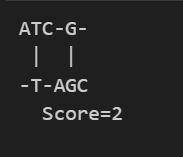 ATC-G-
 |  |
-T-AGC
  Score=2